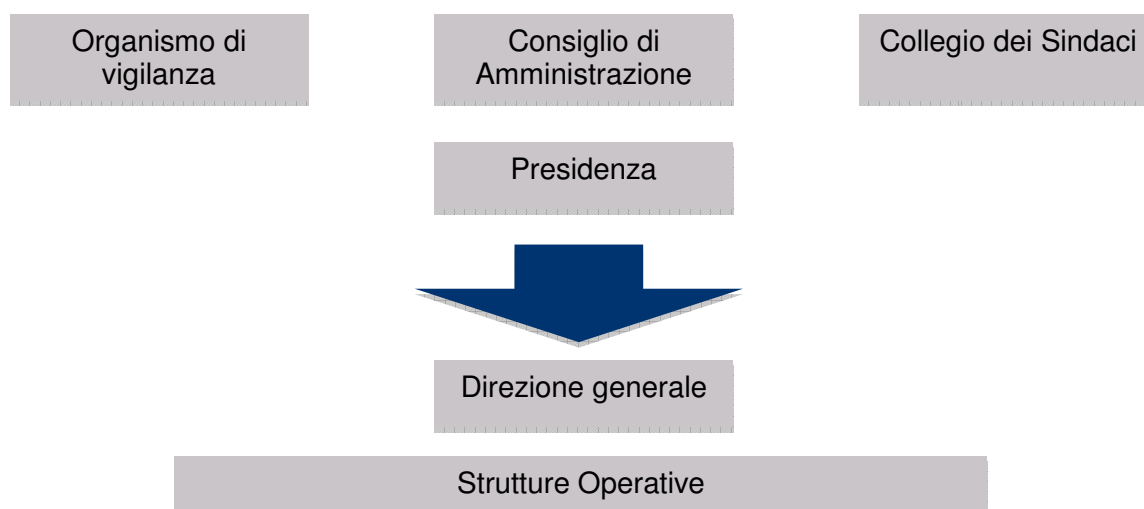 Organismo di
vigilanza
Consiglio di
Amministrazione
Collegio dei Sindaci
Presidenza
Direzione generale
Strutture Operative